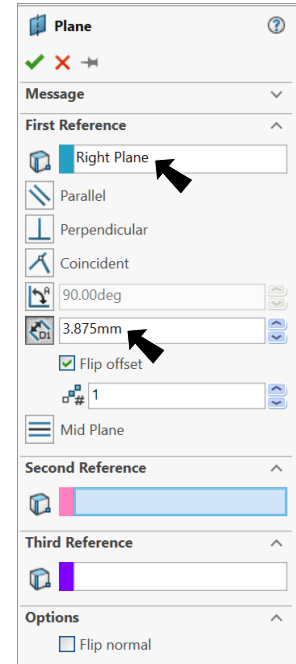 Plane
Message
First Reference
Right Plane
Parallel
Perpendicular
Coincident
90.00deg
3.875mm
Flip offset
# 1
Mid Plane
Second Reference
Third Reference
Options
Flip normal